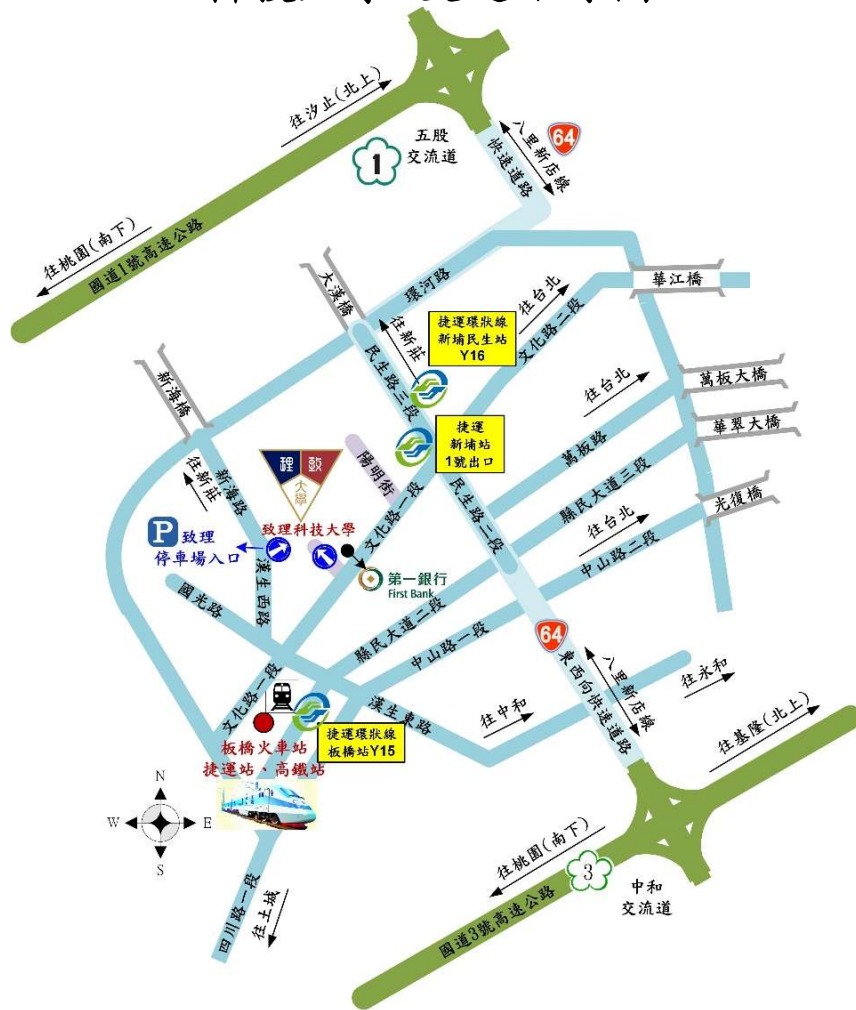 往汐止(北上)
五股
交流道
1
64
八里新店線
快速道路
往桃園(南下)
國道1號高速公路
大漢橋
環河路
往台北
華江橋
往新莊
捷運環狀線
新埔民生站
Y16
文化路二段
民生路三段
新海橋
往台北
萬板大橋
捷運
新埔站
1號出口
萬板路
華翠大橋
往新莊
新海路
理
致
大學
陽明街
縣民大道三段
光復橋
致理科技大學
文化路一段
民生路二段
往台北
P 致理
停車場入口
漢生西路
中山路二段
第一銀行
First Bank
國光路
縣民大道二段
中山路一段
64
東西向快速道路
八里新店線
往永和
文化路一段
漢生東路
往中和
捷運環狀線
板橋站Y15
板橋火車站
捷運站、高鐵站
往基隆(北上)
N
W
E
S
往桃園(南下)
3
中和
交流道
國道3號高速公路
四川路一段
往土城